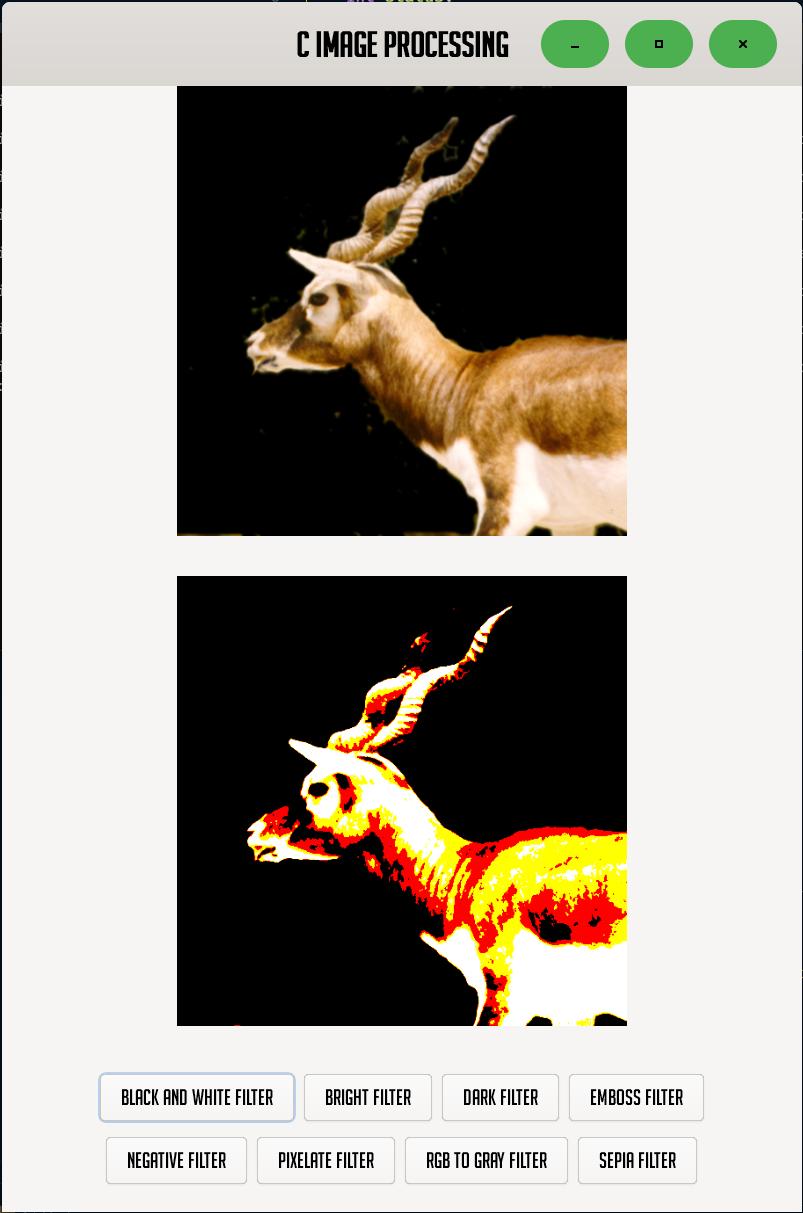 C IMAGE PROCESSING
BLACK AND WHITE FILTER
BRIGHT FILTER
DARK FILTER
EMBOSS FILTER
NEGATIVE FILTER
PIXELATE FILTER
RGB TO GRAY FILTER
SEPIA FILTER